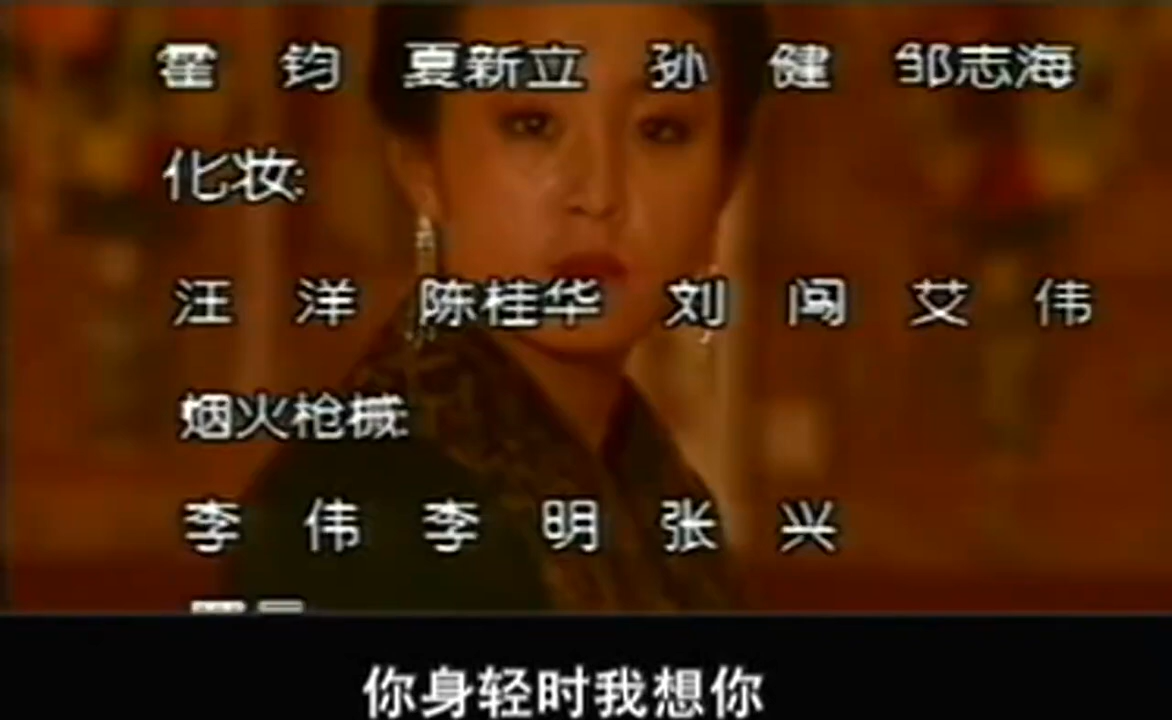 霍 钧 夏新立 孙 健 邹志海
化妆:
汪 洋 陈桂华 刘 闯 艾 伟
烟火枪械:
李 伟 李 明 张 兴
你身轻时我想你